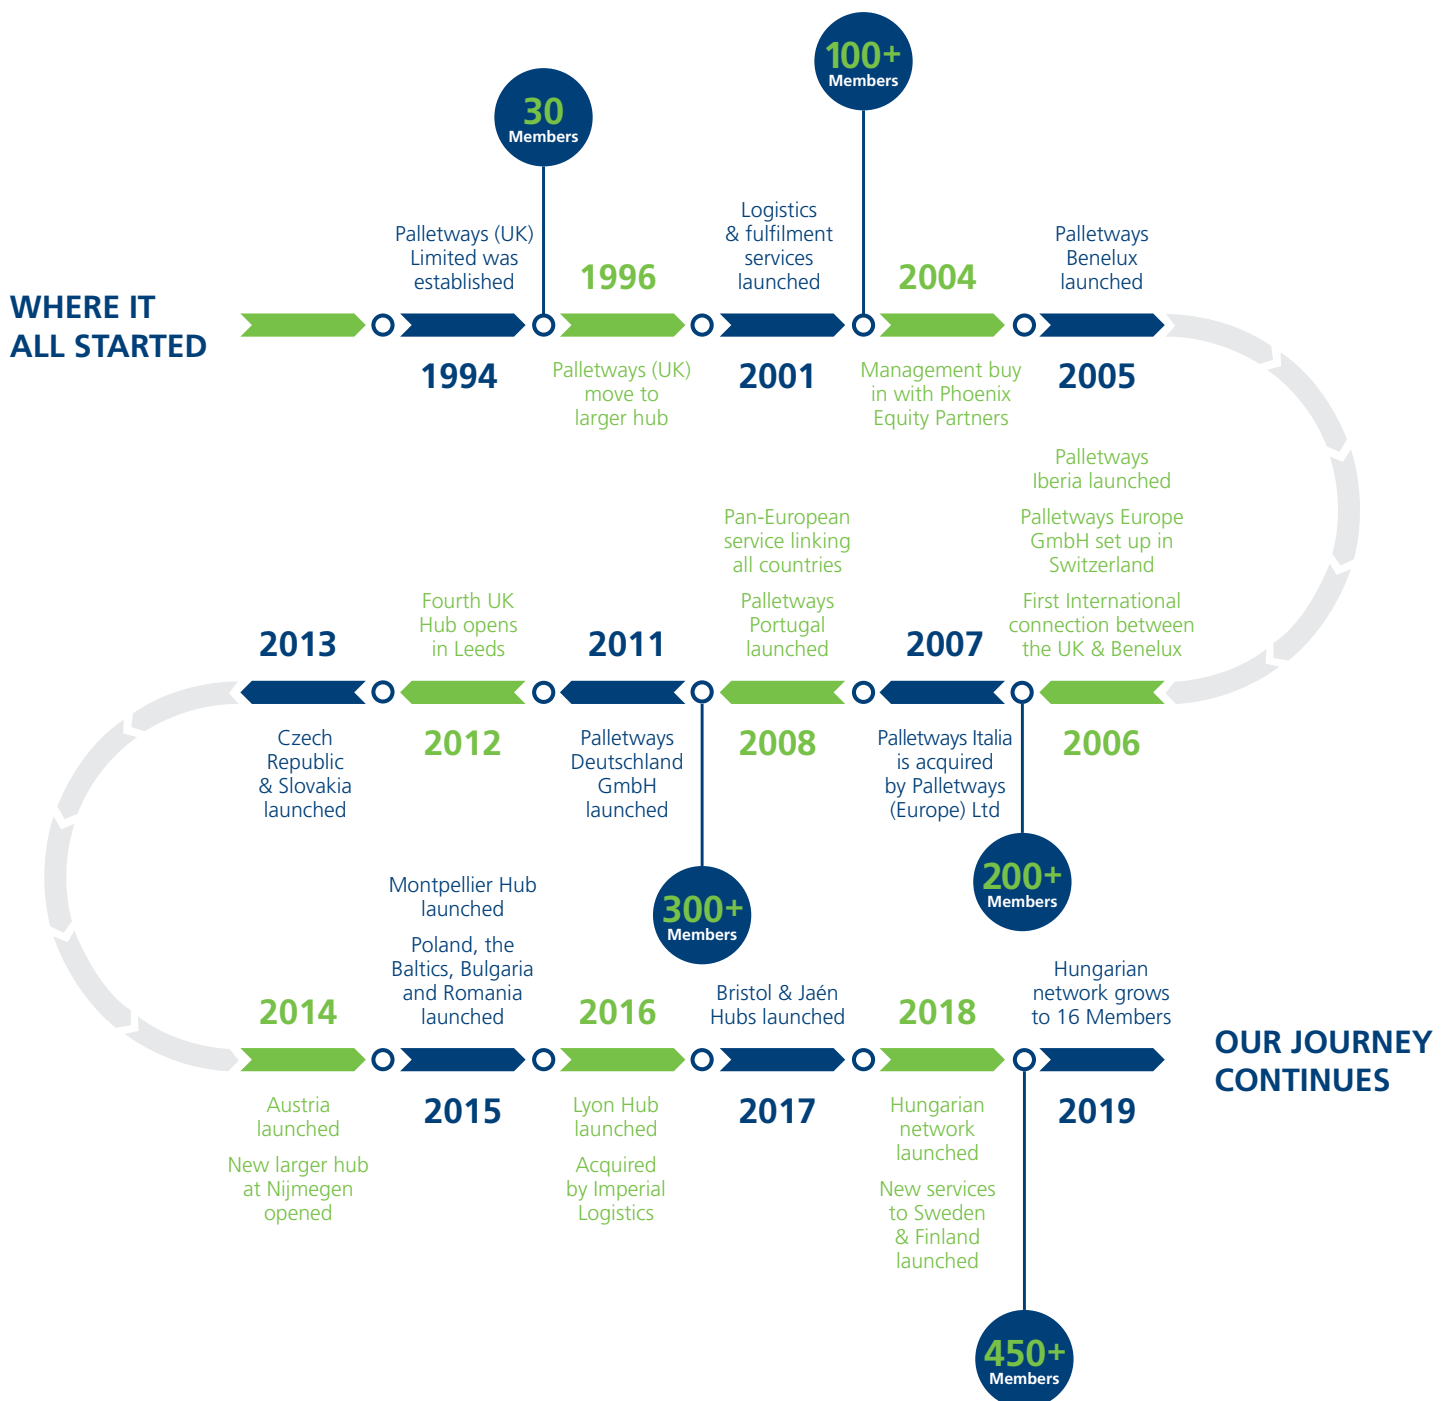 WHERE IT
ALL STARTED
Palletways (UK)
Limited was
established
1994
30
Members
1996
Palletways (UK)
move to
larger hub
Logistics
& fulfilment
services
launched
2001
100+
Members
2004
Management buy
in with Phoenix
Equity Partners
Palletways
Benelux
launched
2005
Palletways
Iberia launched
Palletways Europe
GmbH set up in
Switzerland
First International
connection between
the UK & Benelux
2006
200+
Members
2007
Palletways Italia
is acquired
by Palletways
(Europe) Ltd
Pan-European
service linking
all countries
Palletways
Portugal
launched
2008
300+
Members
2011
Palletways
Deutschland
GmbH
launched
Fourth UK
Hub opens
in Leeds
2012
2013
Czech
Republic
& Slovakia
launched
2014
Austria
launched
New larger hub
at Nijmegen
opened
Montpellier Hub
launched
Poland, the
Baltics, Bulgaria
and Romania
launched
2015
2016
Lyon Hub
launched
Acquired
by Imperial
Logistics
Bristol & Jaén
Hubs launched
2017
2018
Hungarian
network
launched
New services
to Sweden
& Finland
launched
450+
Members
Hungarian
network grows
to 16 Members
2019
OUR JOURNEY
CONTINUES